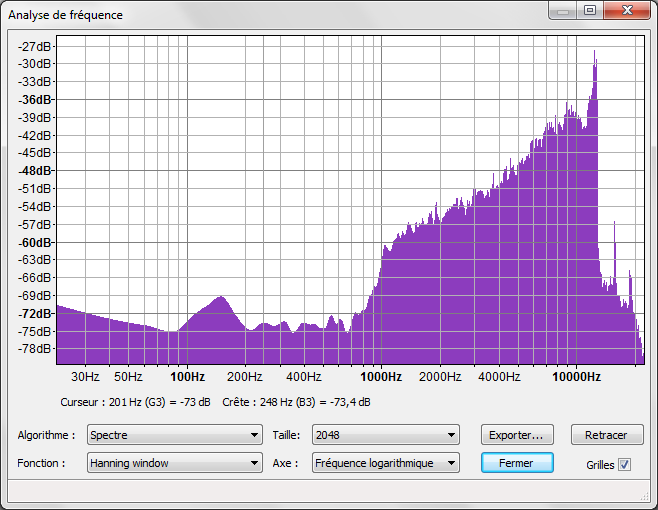 Analyse de fréquence
-27dB
-30dB
-33dB
-36dB
-39dB
-42dB
-45dB
-48dB
-51dB
-54dB
-57dB
-60dB
-63dB
-66dB
-69dB
-72dB
-75dB
-78dB
30Hz 50Hz 100Hz 200Hz 400Hz 1000Hz 2000Hz 4000Hz 10000Hz
Curseur : 201 Hz (G3) = -73 dB Crête : 248 Hz (B3) = -73,4 dB
Algorithme : Spectre Taille: 2048 Exporter... Retracer
Fonction : Hanning window Axe : Fréquence logarithmique Fermer Grilles